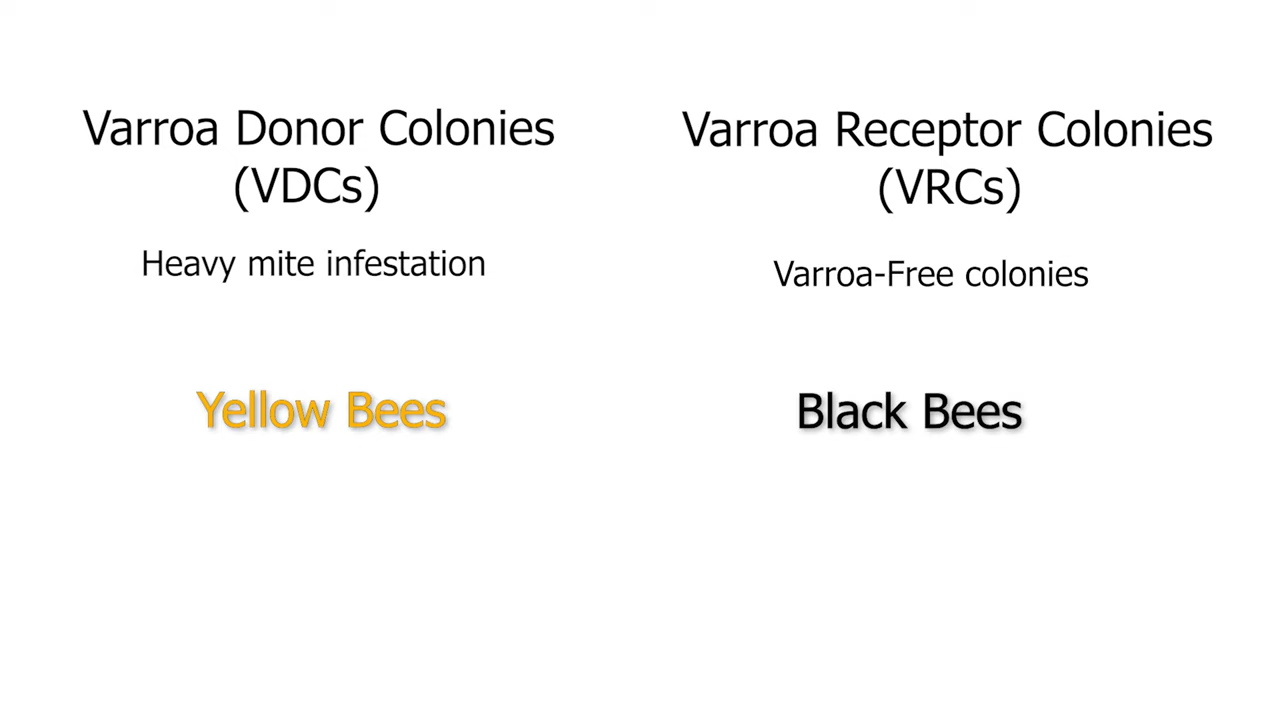 Varroa Donor Colonies
(VDCs)
Heavy mite infestation
Yellow Bees
Varroa Receptor Colonies
(VRCs)
Varroa-Free colonies
Black Bees